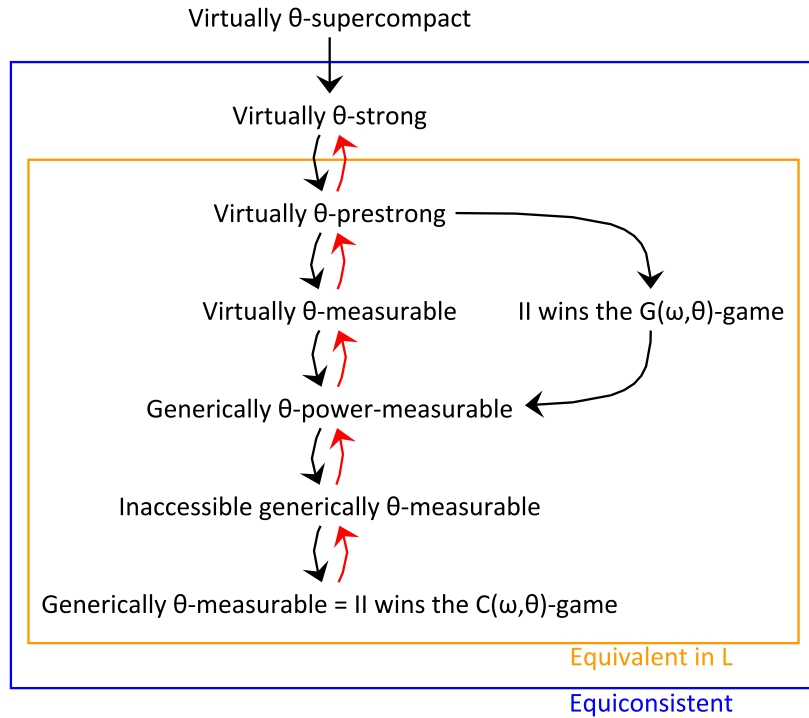 Virtually θ-supercompact
Virtually θ-strong
Virtually θ-prestrong
Virtually θ-measurable
II wins the G(ω,θ)-game
Generically θ-power-measurable
Inaccessible generically θ-measurable
Generically θ-measurable = II wins the C(ω,θ)-game
Equivalent in L
Equiconsistent